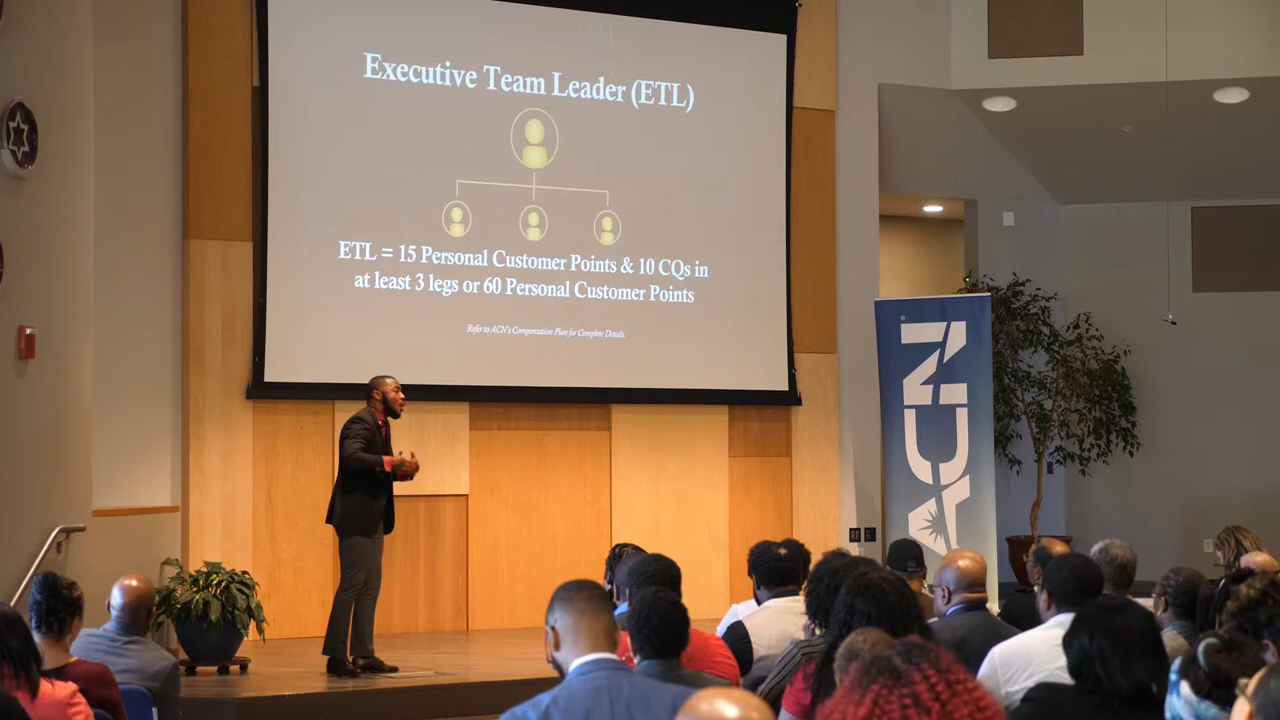 Executive Team Leader (ETL)
ETL = 15 Personal Customer Points & 10 CQs in
at least 3 legs or 60 Personal Customer Points
Refer to ACN's Compensation Plan for Complete Details.
ACN